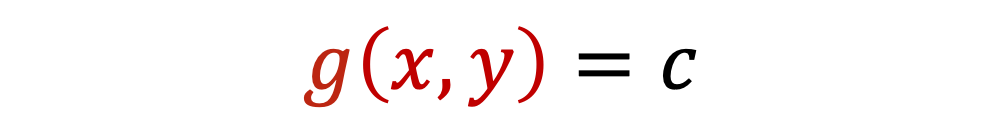 g(x, y) = c